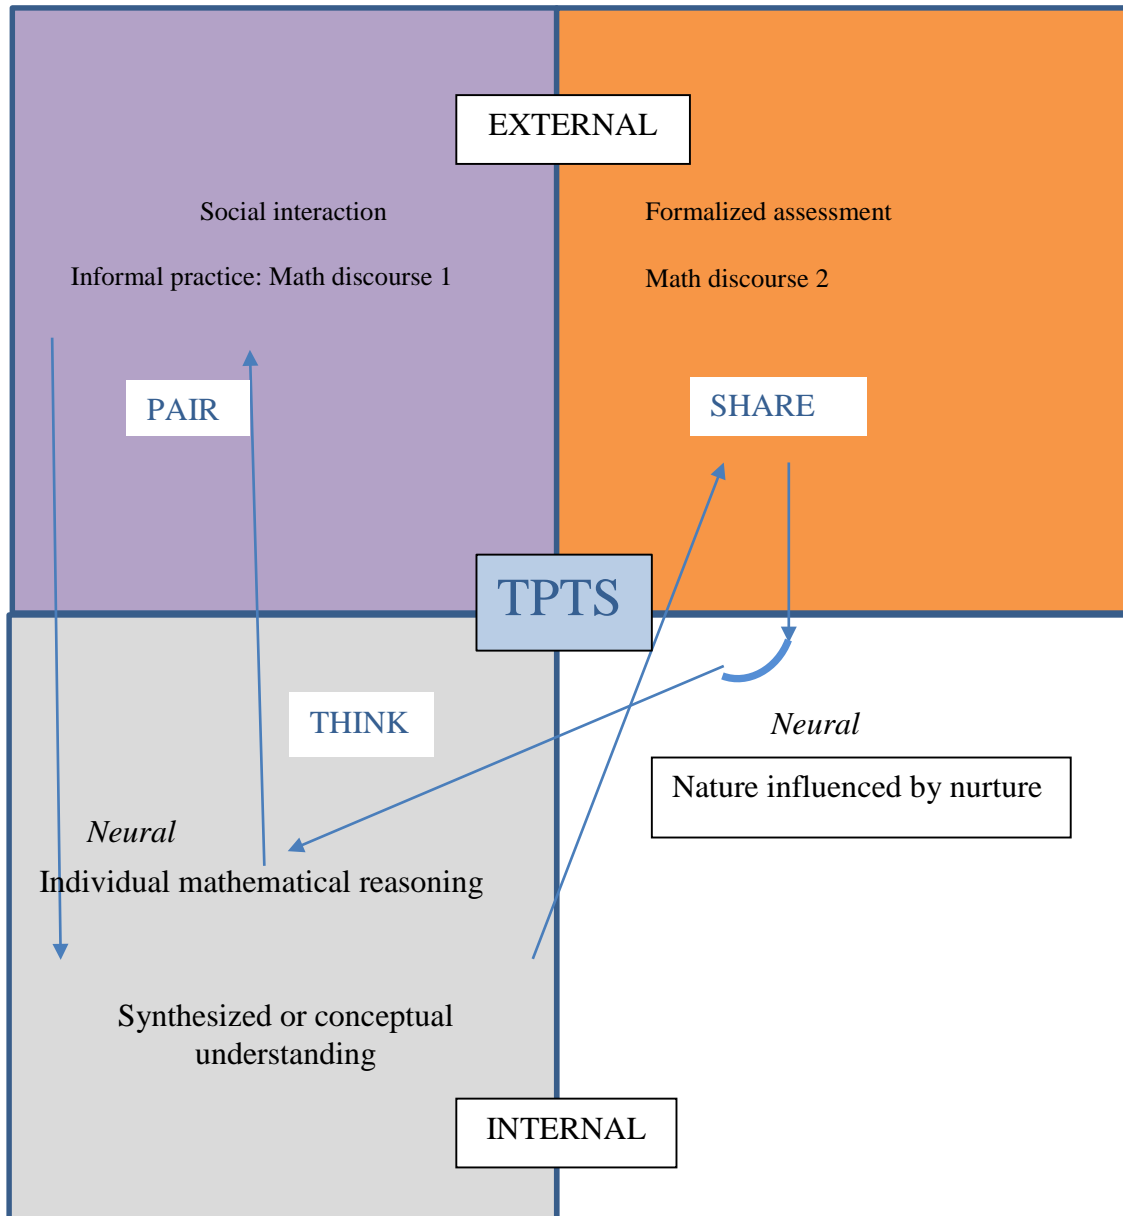 EXTERNAL
Social interaction
Formalized assessment
Informal practice: Math discourse 1
Math discourse 2
PAIR
SHARE
TPTS
THINK
Neural
Nature influenced by nurture
Neural
Individual mathematical reasoning
Synthesized or conceptual
understanding
INTERNAL